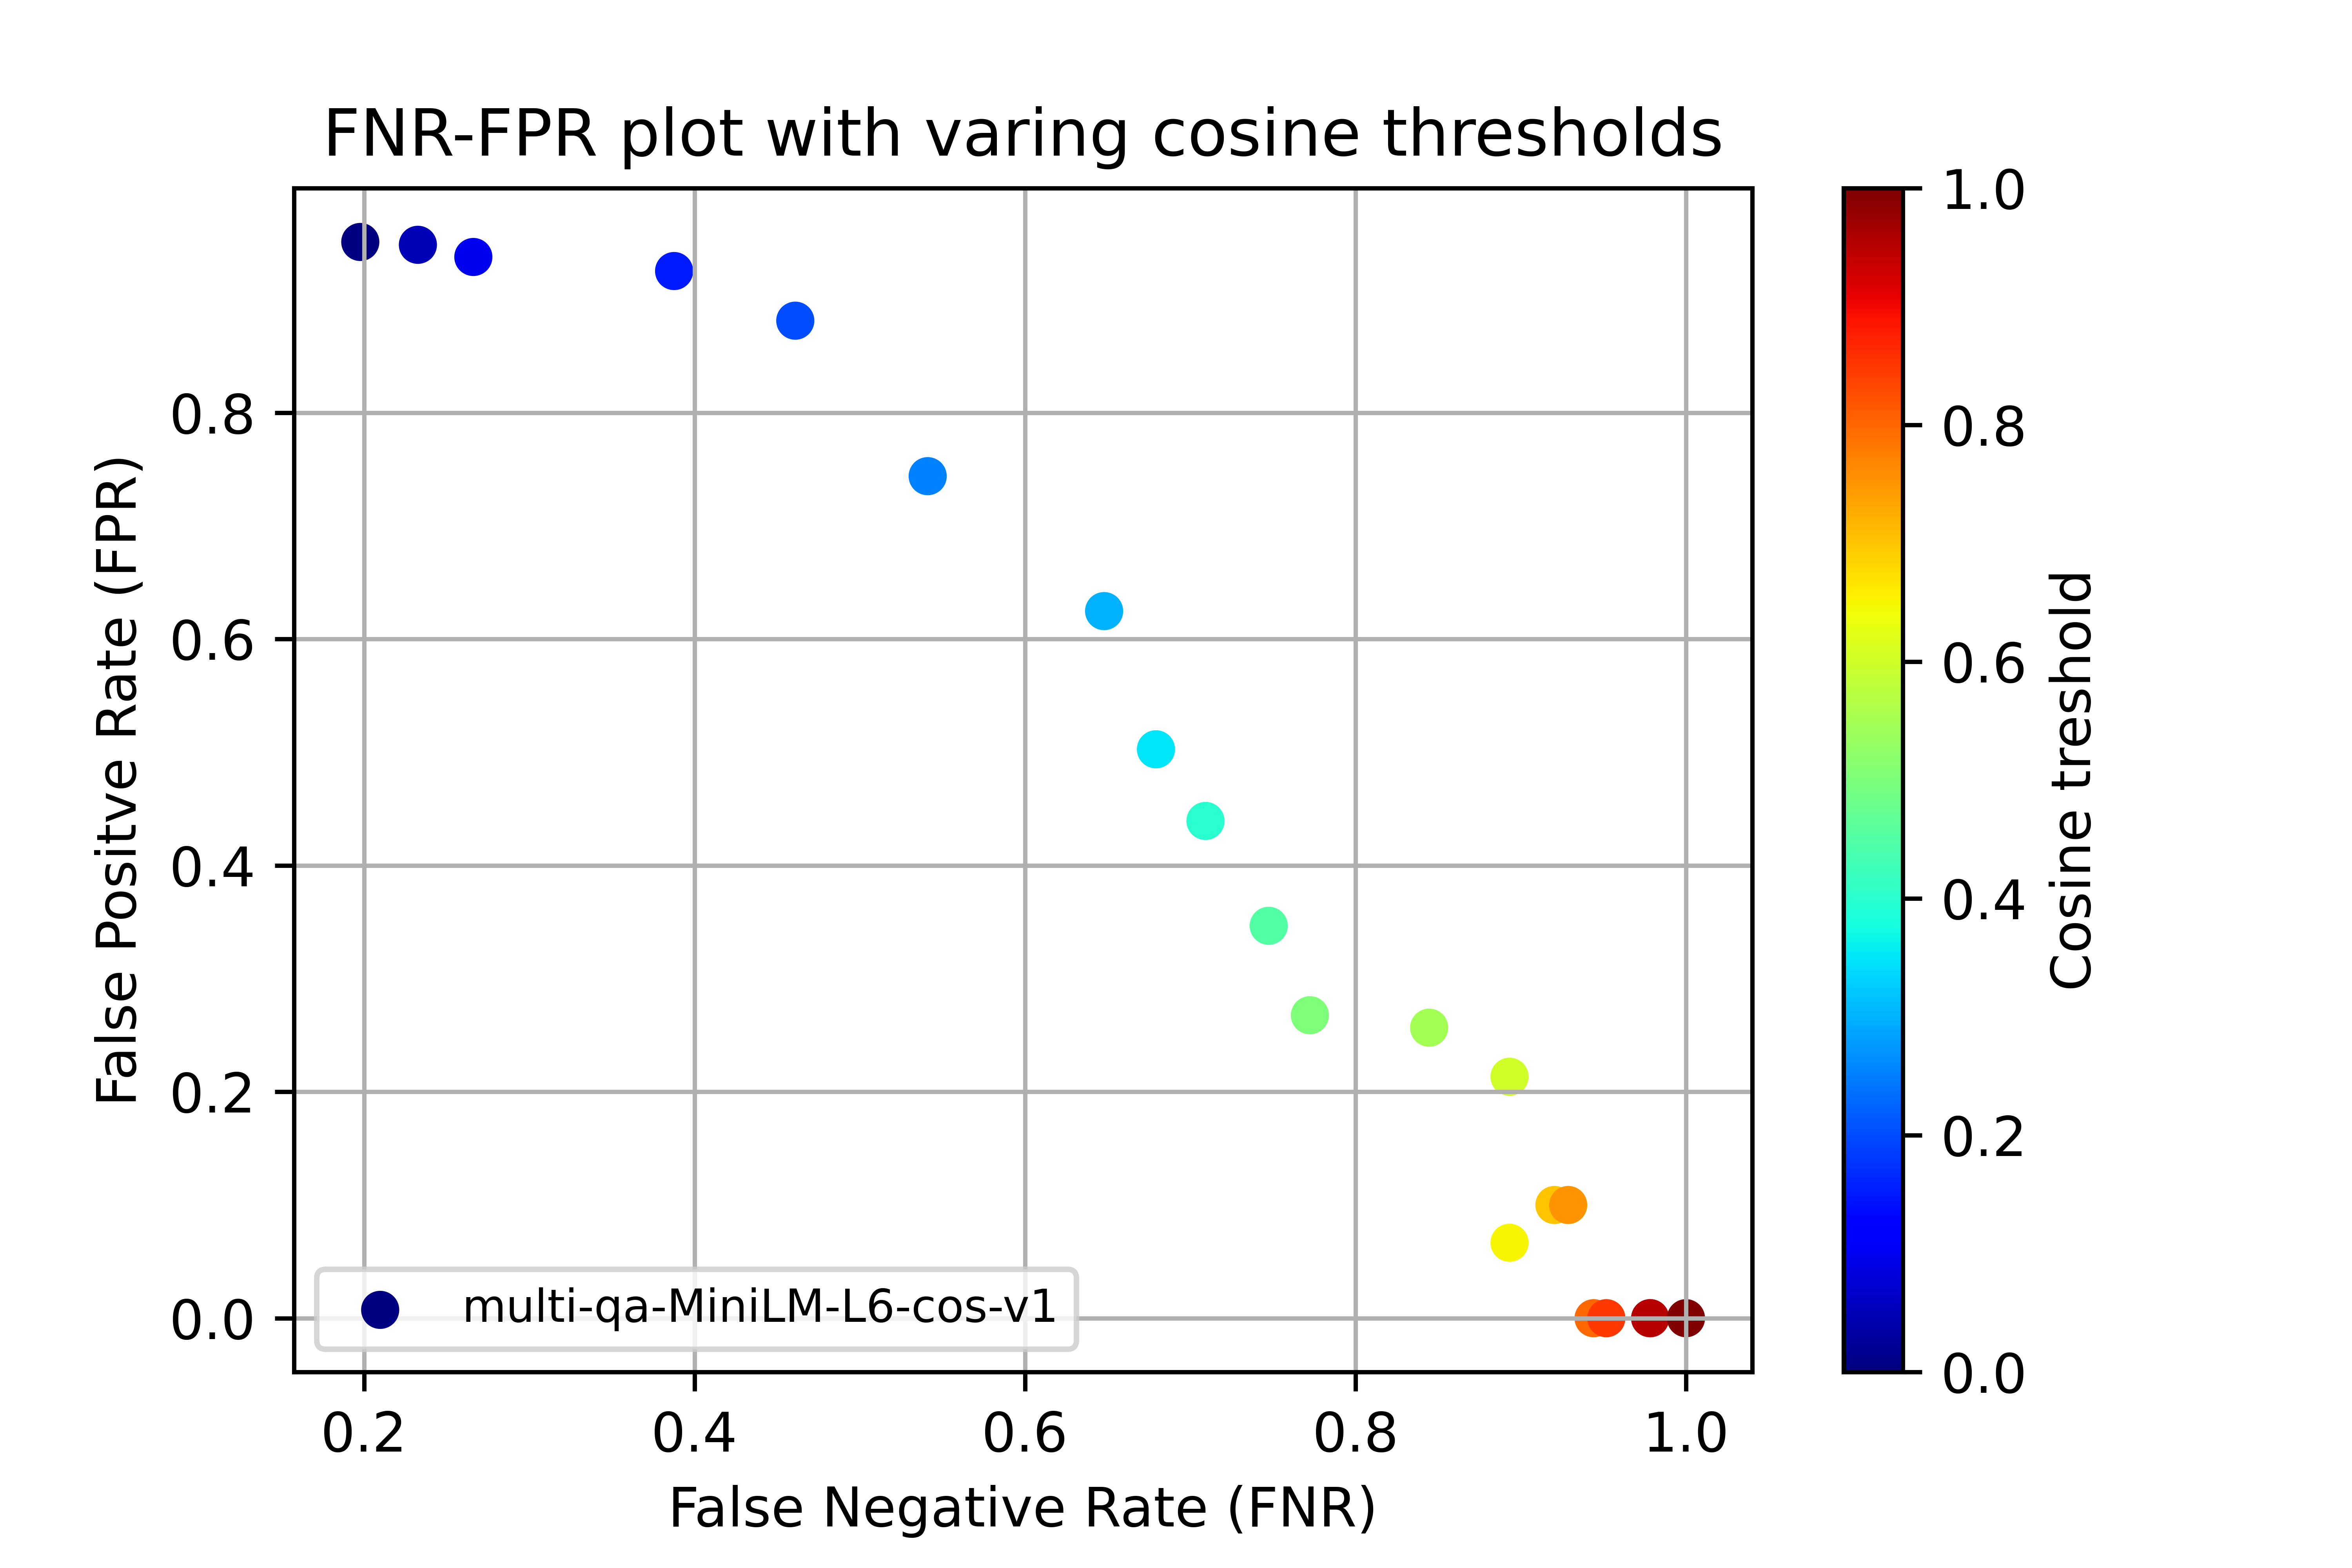 FNR-FPR plot with varing cosine thresholds
False Positve Rate (FPR)
0.8
0.6
0.4
0.2
0.0
multi-qa-MiniLM-L6-cos-v1
0.2 0.4 0.6 0.8 1.0
False Negative Rate (FNR)
1.0
0.8
0.6
0.4
0.2
0.0
Cosine treshold